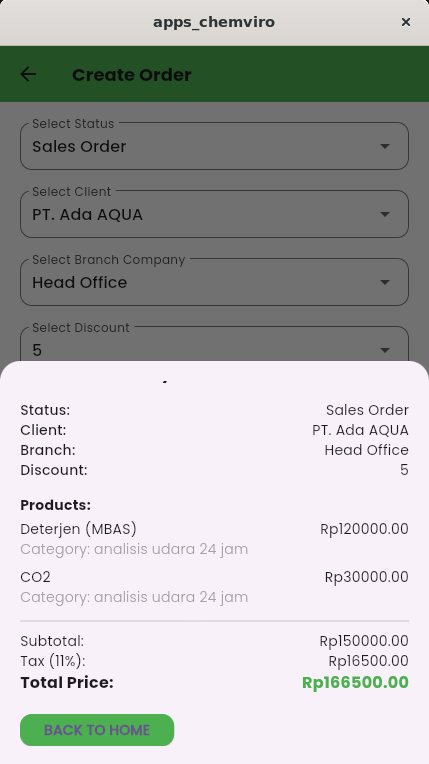 apps_chemviro
Create Order
Select Status
Sales Order
Select Client
PT. Ada AQUA
Select Branch Company
Head Office
Select Discount
5
Status: Sales Order
Client: PT. Ada AQUA
Branch: Head Office
Discount: 5
Products:
Deterjen (MBAS) Rp120000.00
Category: analisis udara 24 jam
CO2 Rp30000.00
Category: analisis udara 24 jam
Subtotal: Rp150000.00
Tax (11%): Rp16500.00
Total Price: Rp166500.00
BACK TO HOME